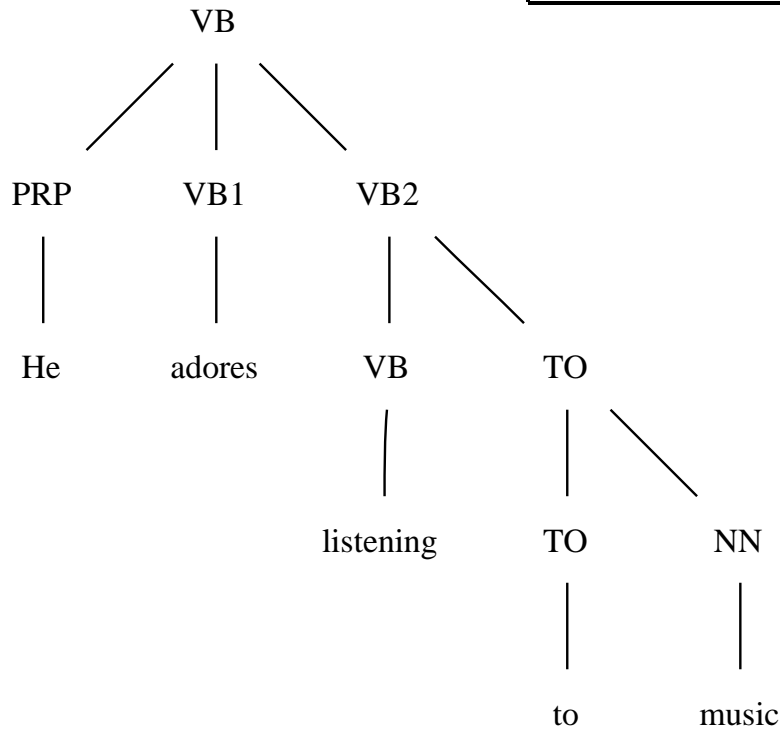 VB
PRP VB1 VB2
He adores VB TO
listening TO NN
to music